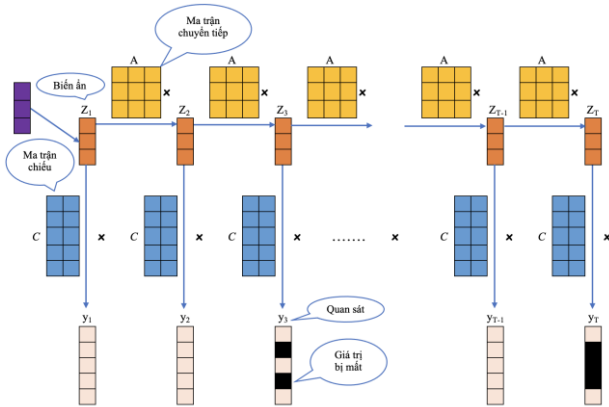 Ma trận
chuyển tiếp
A
A
A
A
A
Biến ẩn
Z1
Z2
Z3
ZT-1
ZT
Ma trận
chiếu
C
C
C
.......
C
C
y1
y2
y3
Quan sát
yT-1
yT
Giá trị
bị mất